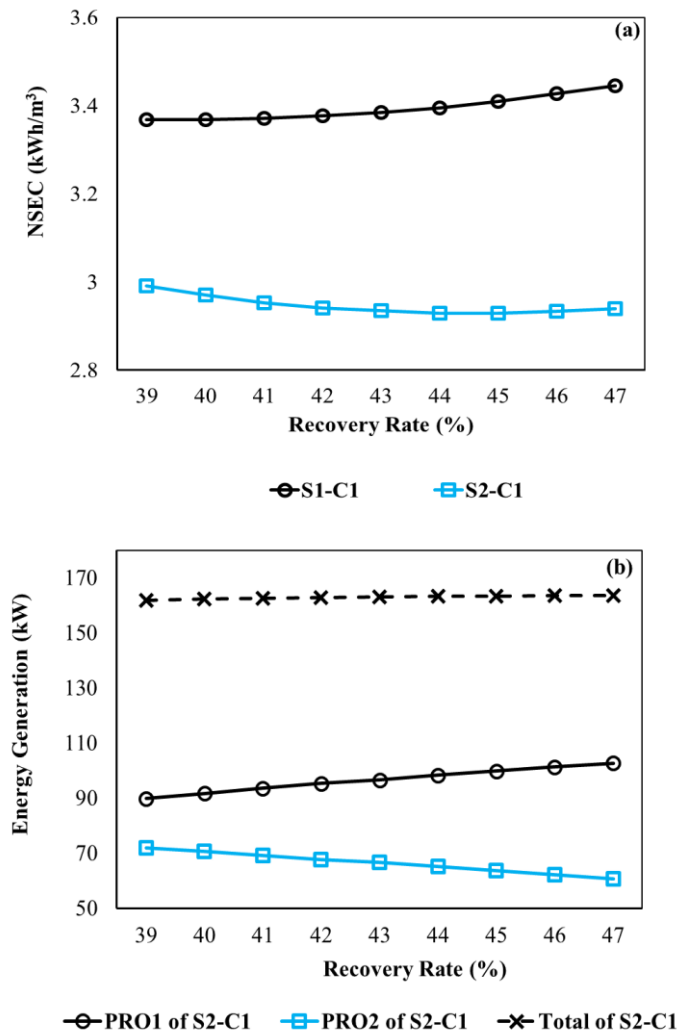 (a)
3.6
3.4
3.2
3
2.8
NSEC (kWh/m³)
39 40 41 42 43 44 45 46 47
Recovery Rate (%)
S1-C1 S2-C1
(b)
170
150
130
110
90
70
50
Energy Generation (kW)
39 40 41 42 43 44 45 46 47
Recovery Rate (%)
PRO1 of S2-C1 PRO2 of S2-C1 Total of S2-C1